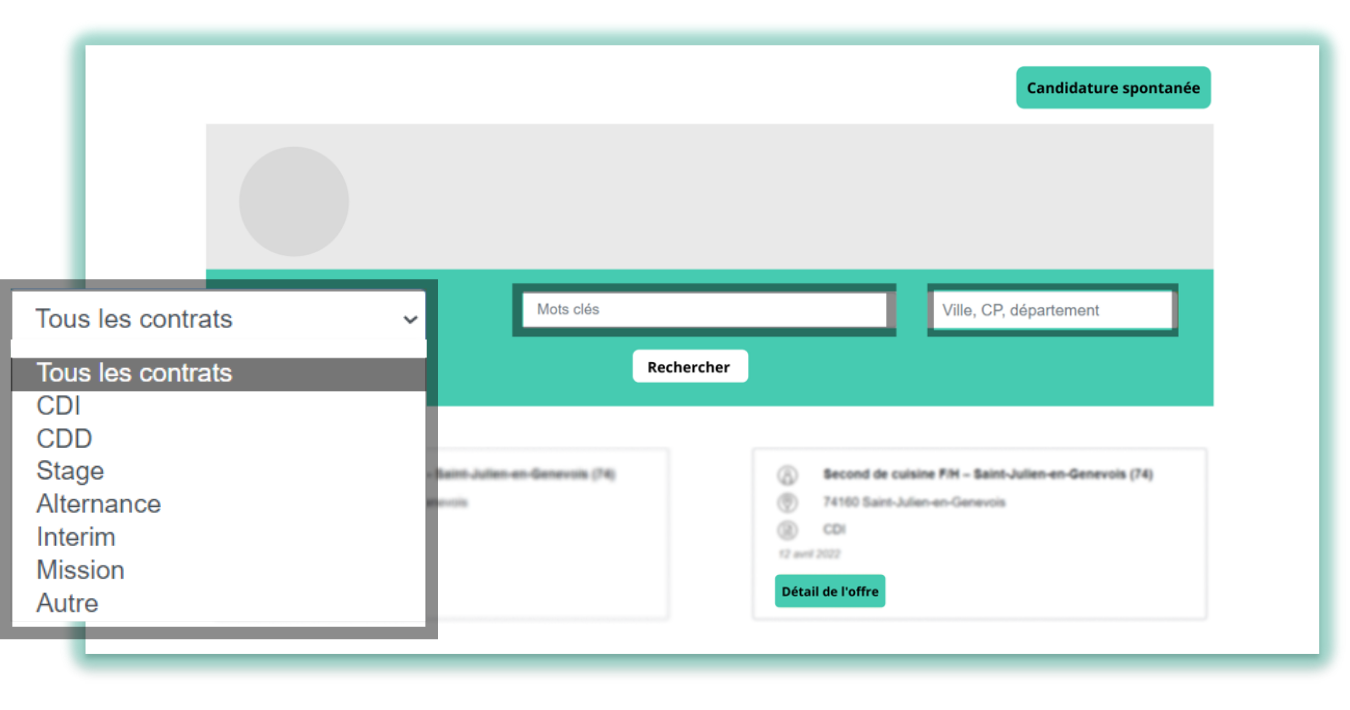 Candidature spontanée
Tous les contrats
Mots clés
Ville, CP, département
Rechercher
Tous les contrats
CDI
CDD
Stage
Alternance
Interim
Mission
Autre
– Saint-Julien-en-Genevois (74)
Second de cuisine F/H – Saint-Julien-en-Genevois (74)
74160 Saint-Julien-en-Genevois
CDI
12 avril 2022
Détail de l'offre